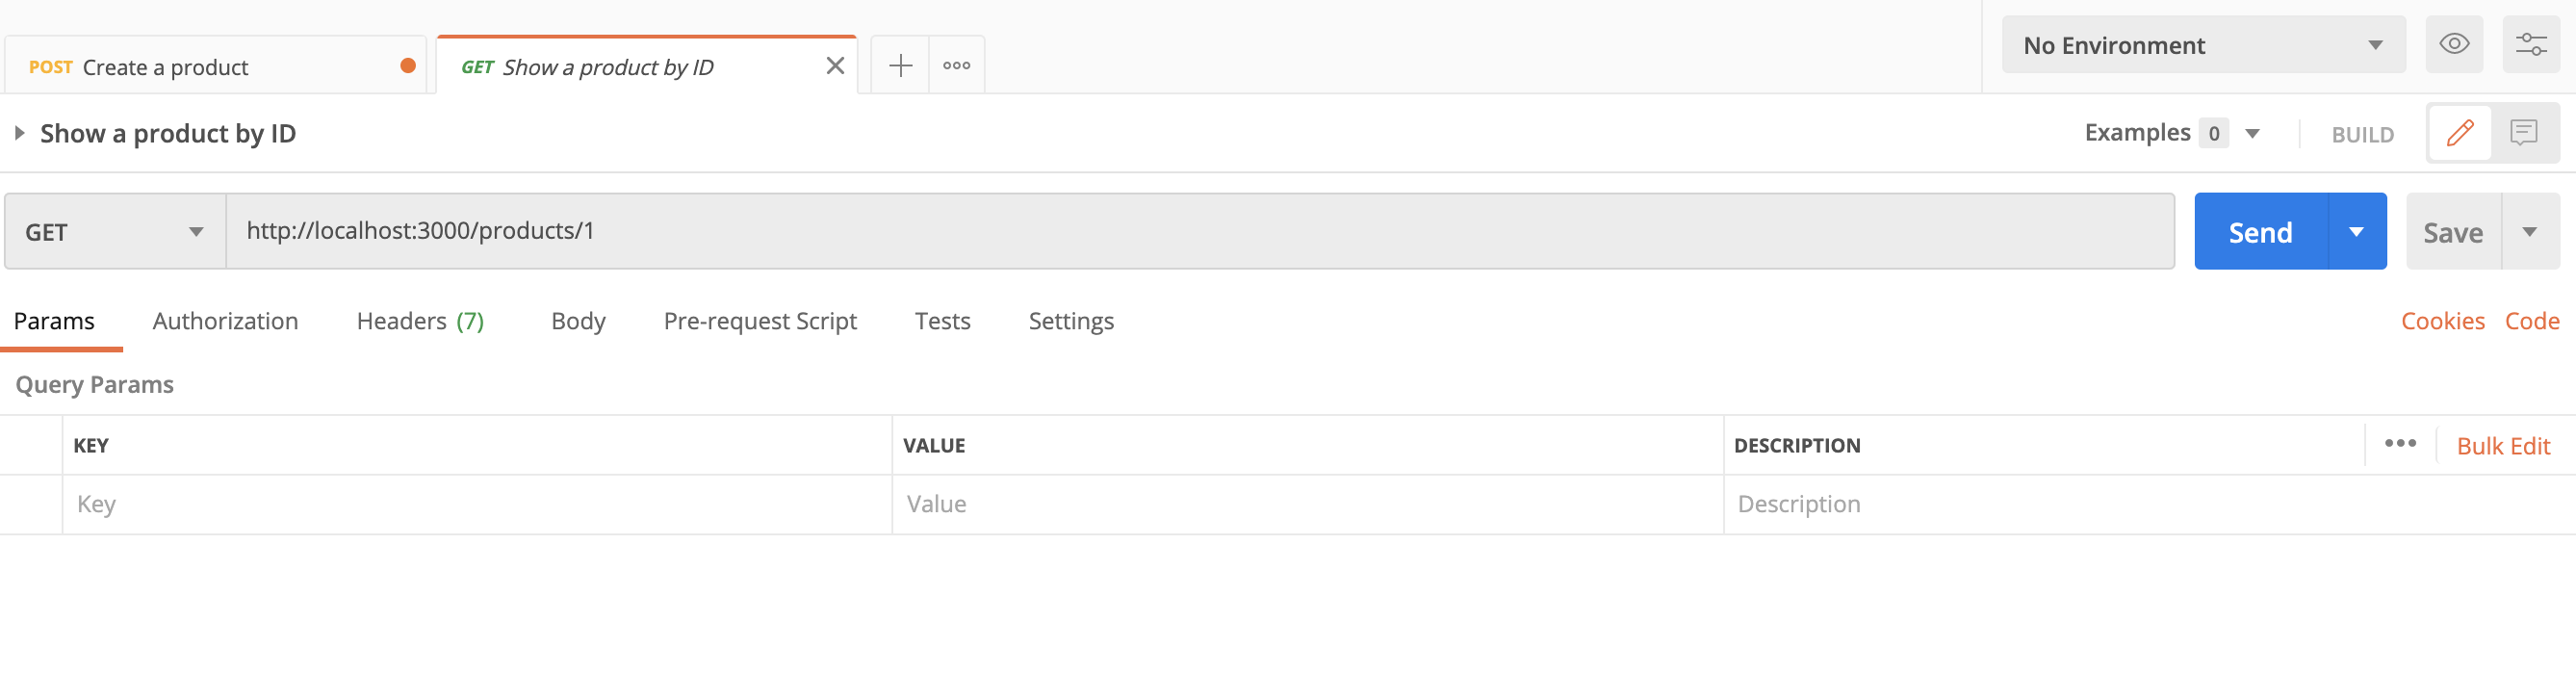 POST Create a product GET Show a product by ID No Environment
Show a product by ID Examples 0 BUILD
GET http://localhost:3000/products/1 Send Save
Params Authorization Headers (7) Body Pre-request Script Tests Settings Cookies Code
Query Params
KEY VALUE DESCRIPTION Bulk Edit
Key Value Description